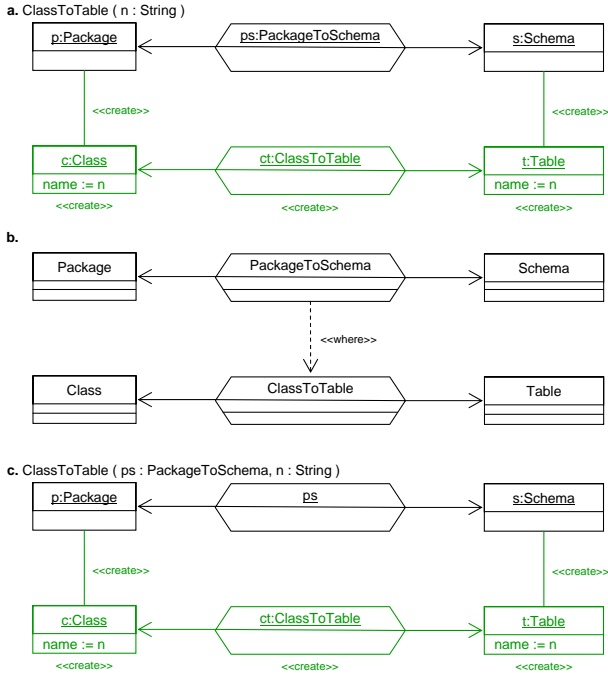 a. ClassToTable ( n : String )
p:Package
ps:PackageToSchema
s:Schema
<<create>>
<<create>>
c:Class
ct:ClassToTable
t:Table
name := n
name := n
<<create>>
<<create>>
<<create>>
b.
Package
PackageToSchema
Schema
<<where>>
Class
ClassToTable
Table
c. ClassToTable ( ps : PackageToSchema, n : String )
p:Package
ps
s:Schema
<<create>>
<<create>>
c:Class
ct:ClassToTable
t:Table
name := n
name := n
<<create>>
<<create>>
<<create>>